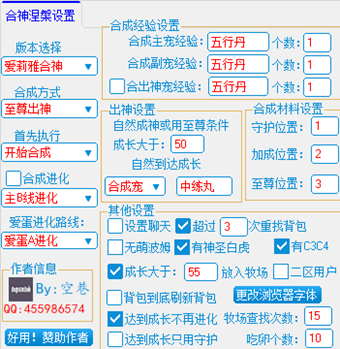 合神涅槃设置
版本选择
爱莉雅合神
合成方式
至尊出神
首先执行
开始合成
合成进化
主B线进化
爱蛋进化路线:
爱蛋A进化
作者信息
By:空巷
QQ:455986574
好用！赞助作者
合成经验设置
合成主宠经验: 五行丹 个数: 1
合成副宠经验: 五行丹 个数: 1
合出神宠经验: 五行丹 个数: 1
出神设置
自然成神或用至尊条件
成长大于: 50
自然到达成长
合成宠 中练丸
合成材料设置
守护位置: 1
加成位置: 2
至尊位置: 3
其他设置
设置聊天 超过 3 次重找背包
无萌波姆 有神圣白虎 有C3C4
成长大于: 55 放入牧场 二区用户
背包到底刷新背包 更改浏览器字体
达到成长不再进化 牧场查找次数: 15
达到成长只用守护 吃卵个数: 10